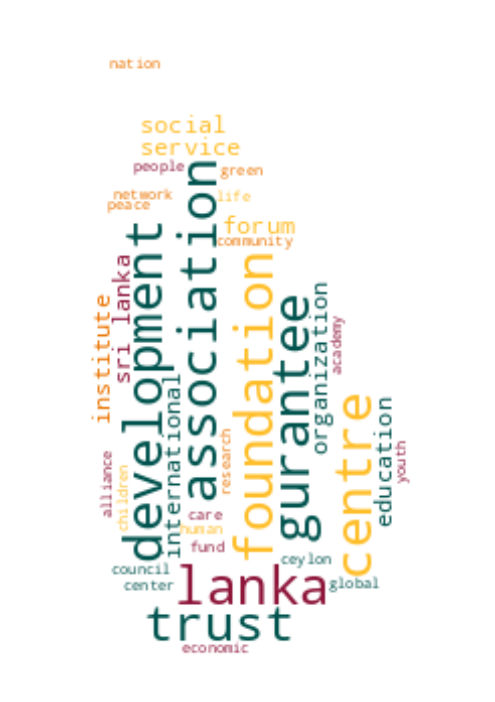 nation
social
service
people
green
network
life
peace
forum
community
association
development
sri lanka
foundation
organization
gurantee
institute
academy
international
centre
education
research
youth
alliance
children
care
human
fund
ceylon
council
lanka
global
center
trust
economic